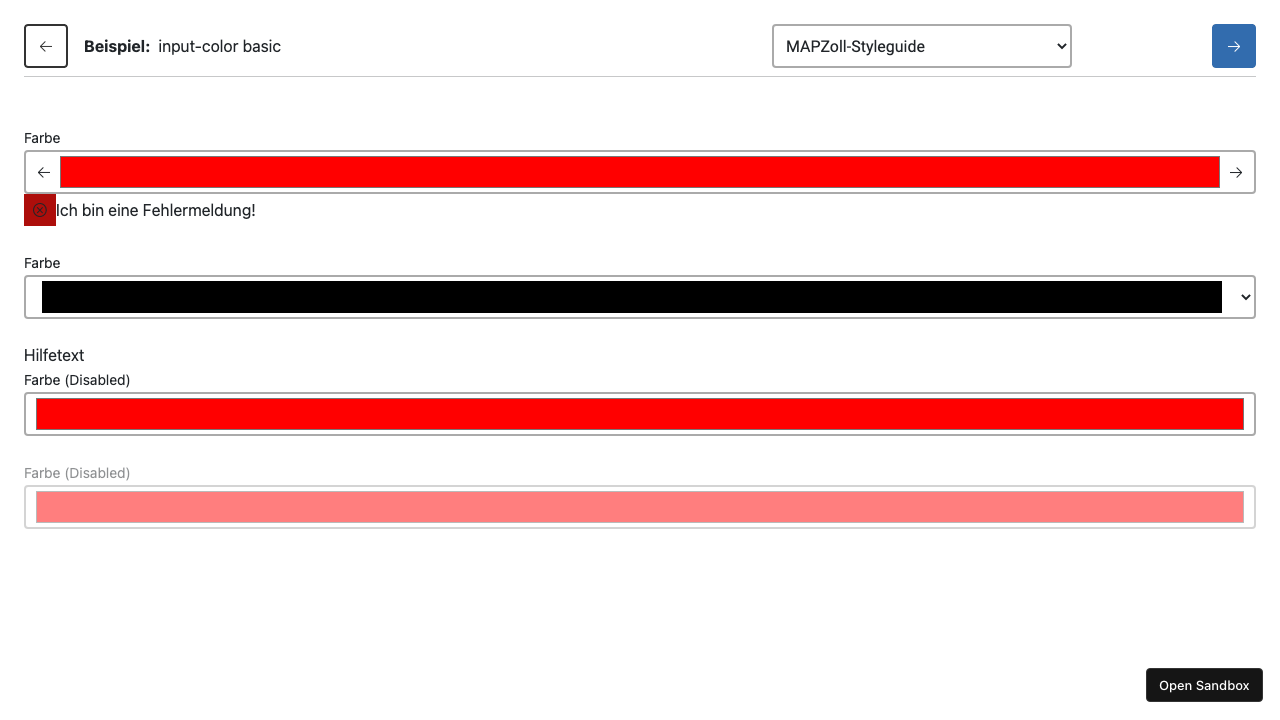 Beispiel: input-color basic
MAPZoll-Styleguide
Farbe
Ich bin eine Fehlermeldung!
Farbe
Hilfetext
Farbe (Disabled)
Farbe (Disabled)
Open Sandbox